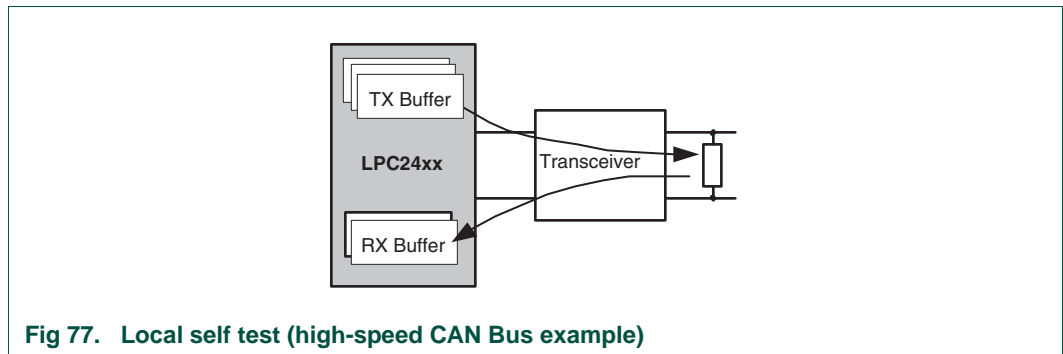 TX Buffer
LPC24xx
Transceiver
RX Buffer
Fig 77. Local self test (high-speed CAN Bus example)